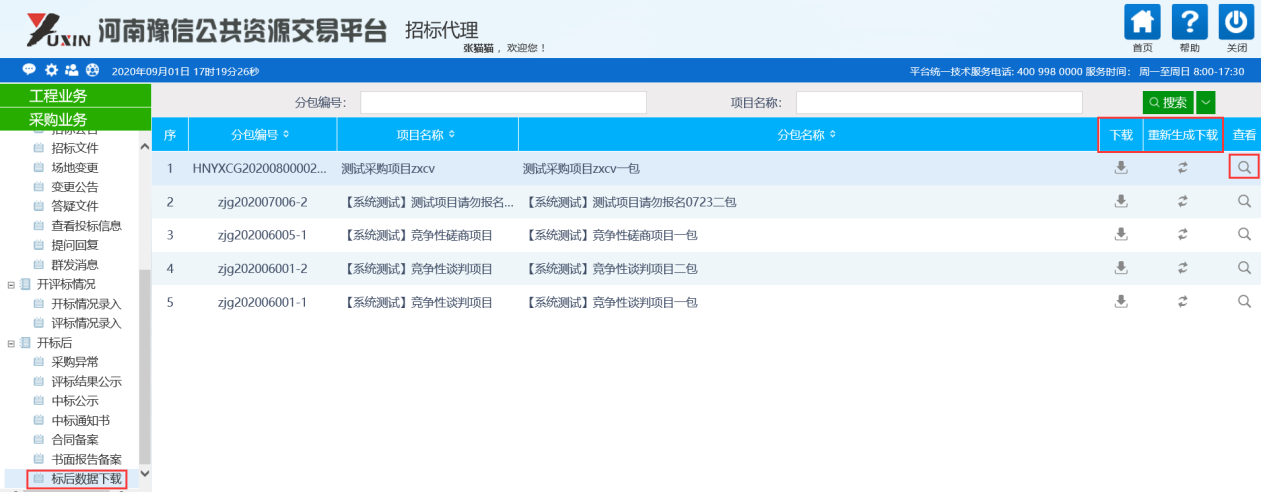 YUXIN 河南豫信公共资源交易平台 招标代理
张猫猫，欢迎您！
首页 帮助 关闭
2020年09月01日 17时19分26秒 平台统一技术服务电话: 400 998 0000 服务时间： 周一至周日 8:00-17:30
工程业务
采购业务
分包编号: 项目名称: 搜索
序 分包编号 项目名称 分包名称 下载 重新生成下载 查看
1 HNYXCG20200800002... 测试采购项目zxcv 测试采购项目zxcv一包
2 zjg202007006-2 【系统测试】测试项目请勿报名... 【系统测试】测试项目请勿报名0723二包
3 zjg202006005-1 【系统测试】竞争性磋商项目 【系统测试】竞争性磋商项目一包
4 zjg202006001-2 【系统测试】竞争性谈判项目 【系统测试】竞争性谈判项目二包
5 zjg202006001-1 【系统测试】竞争性谈判项目 【系统测试】竞争性谈判项目一包
招标公告
招标文件
场地变更
变更公告
答疑文件
查看投标信息
提问回复
群发消息
开评标情况
开标情况录入
评标情况录入
开标后
采购异常
评标结果公示
中标公示
中标通知书
合同备案
书面报告备案
标后数据下载